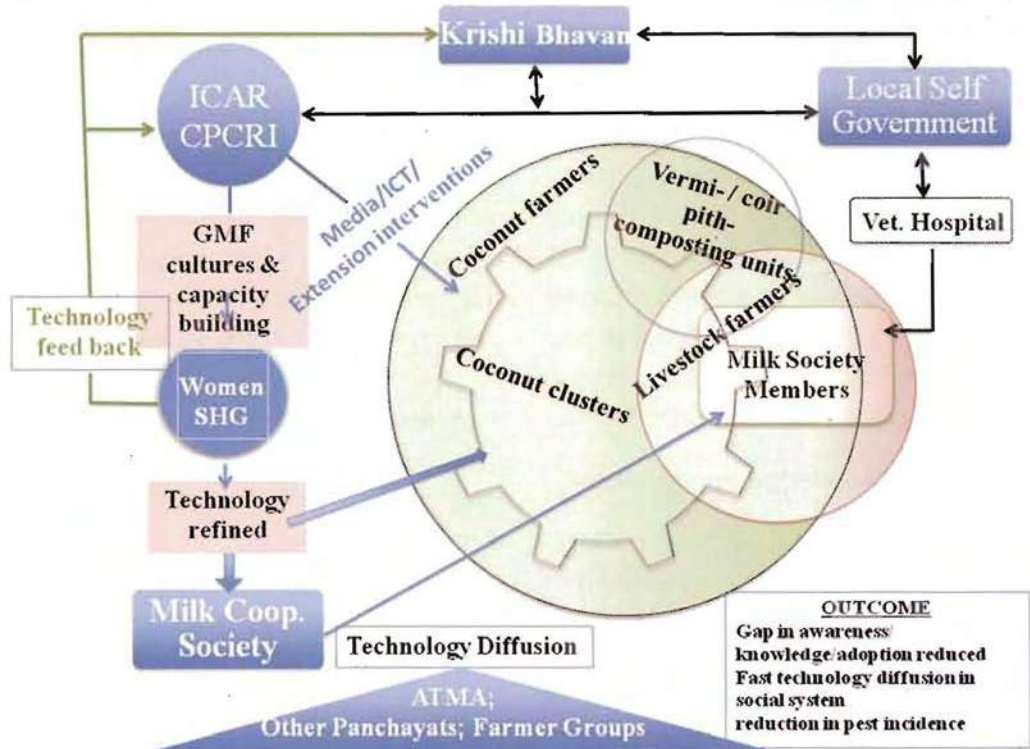 Krishi Bhavan
ICAR
CPCRI
Local Self
Government
Vet. Hospital
Media/ICT/
Extension interventions
Coconut farmers
Vermi-/ coir
pith-
composting units
GMF
cultures &
capacity
building
Technology
feed back
Women
SHG
Coconut clusters
Livestock farmers
Milk Society
Members
Technology
refined
Milk Coop.
Society
Technology Diffusion
OUTCOME
Gap in awareness/
knowledge/adoption reduced
Fast technology diffusion in
social system
reduction in pest incidence
ATMA;
Other Panchayats; Farmer Groups